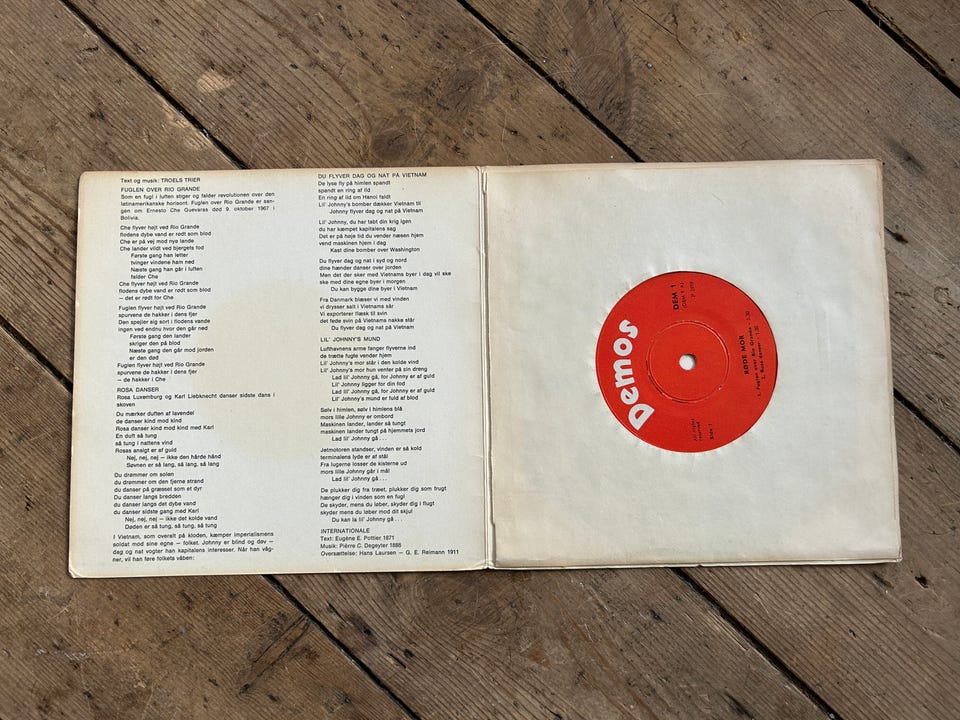 Text og musik: TROELS TRIER
FUGLEN OVER RIO GRANDE
Som en fugl i luften stiger og falder revolutionen over den
latinamerikanske horisont. Fuglen over Rio Grande er san-
gen om Ernesto Che Guevaras død 9. oktober 1967 i
Bolivia.
Che flyver højt ved Rio Grande
flodens dybe vand er rødt som blod
Che er på vej mod nye lande
Che lander vildt ved bjergets fod
Første gang han letter
tvinger vindene ham ned
Næste gang han går i luften
falder Che
Che flyver højt ved Rio Grande
flodens dybe vand er rødt som blod
— det er rødt for Che
Fuglen flyver højt ved Rio Grande
spurvene de hakker i dens fjer
Den spejler sig sort i flodens vande
ingen ved endnu hvor den går ned
Første gang den lander
skriger den på blod
Næste gang den går mod jorden
er den død
Fuglen flyver højt ved Rio Grande
spurvene de hakker i dens fjer
— de hakker i Che
ROSA DANSER
Rosa Luxemburg og Karl Liebknecht danser sidste dans i
skoven
Du mærker duften af lavendel
de danser kind mod kind
Rosa danser kind mod kind med Karl
En duft så tung
så tung i nattens vind
Rosas ansigt er af guld
Nej, nej, nej — ikke den hårde hånd
Søvnen er så lang, så lang, så lang
Du drømmer om solen
du drømmer om den fjerne strand
du danser på græsset som et dyr
Du danser langs bredden
du danser langs det dybe vand
du danser sidste gang med Karl
Nej, nej, nej — ikke det kolde vand
Døden er så tung, så tung, så tung
I Vietnam, som overalt på kloden, kæmper imperialismens
soldat mod sine egne — folket. Johnny er blind og døv —
dag og nat vogter han kapitalens interesser. Når han våg-
ner, vil han føre folkets våben:
DU FLYVER DAG OG NAT PÅ VIETNAM
De lyse fly på himlen spandt
spandt en ring af ild
En ring af ild om Hanoi faldt
Lil' Johnny's bomber dækker Vietnam til
Johnny flyver dag og nat på Vietnam
Lil' Johnny, du har tabt din krig igen
du har kæmpet kapitalens sag
Det er på høje tid du vender næsen hjem
vend maskinen hjem i dag
Kast dine bomber over Washington
Du flyver dag og nat i syd og nord
dine hænder danser over jorden
Men det der sker med Vietnams byer i dag vil ske
ske med dine egne byer i morgen
Du kan bygge dine byer i Vietnam
Fra Danmark blæser vi med vinden
vi drysser salt i Vietnams sår
Vi exporterer flæsk til svin
det fede svin på Vietnams nakke står
Du flyver dag og nat på Vietnam
LIL' JOHNNY'S MUND
Lufthavnens arme fanger flyverne ind
de trætte fugle vender hjem
Lil' Johnny's mor står i den kolde vind
Lil' Johnny's mor hun venter på sin dreng
Lad lil' Johnny gå, for Johnny er af guld
Lil' Johnny ligger for din fod
Lad lil' Johnny gå, for Johnny er af guld
Lil' Johnny's mund er fuld af blod
Sølv i himlen, sølv i himlens blå
mors lille Johnny er ombord
Maskinen lander, lander så tungt
maskinen lander tungt på hjemmets jord
Lad lil' Johnny gå . . .
Jetmotoren standser, vinden er så kold
terminalens lyde er af stål
Fra lugerne losser de kisterne ud
mors lille Johnny går i mål
Lad lil' Johnny gå . . .
De plukker dig fra træet, plukker dig som frugt
hænger dig i vinden som en fugl
De skyder, mens du løber, skyder dig i flugt
skyder mens du løber mod dit skjul
Du kan la lil' Johnny gå . . .
INTERNATIONALE
Text: Eugène E. Pottier 1871
Musik: Pièrre C. Degeyter 1888
Oversættelse: Hans Laursen — G. E. Reimann 1911
Demos
DEM 1
RØDE MOR
1. Fuglen over Rio Grande - 3.30
2. Rosa danser - 1.30
All rights
reserved
Side 1